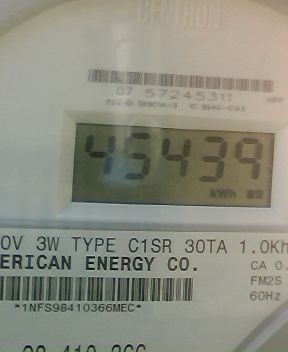 CENTRON
07 57245311
45439
kWh
0V 3W TYPE C1SR 30TA 1.0Kh
ERICAN ENERGY CO.
CA 0.
FM2S
60Hz
*1NFS98410366MEC*